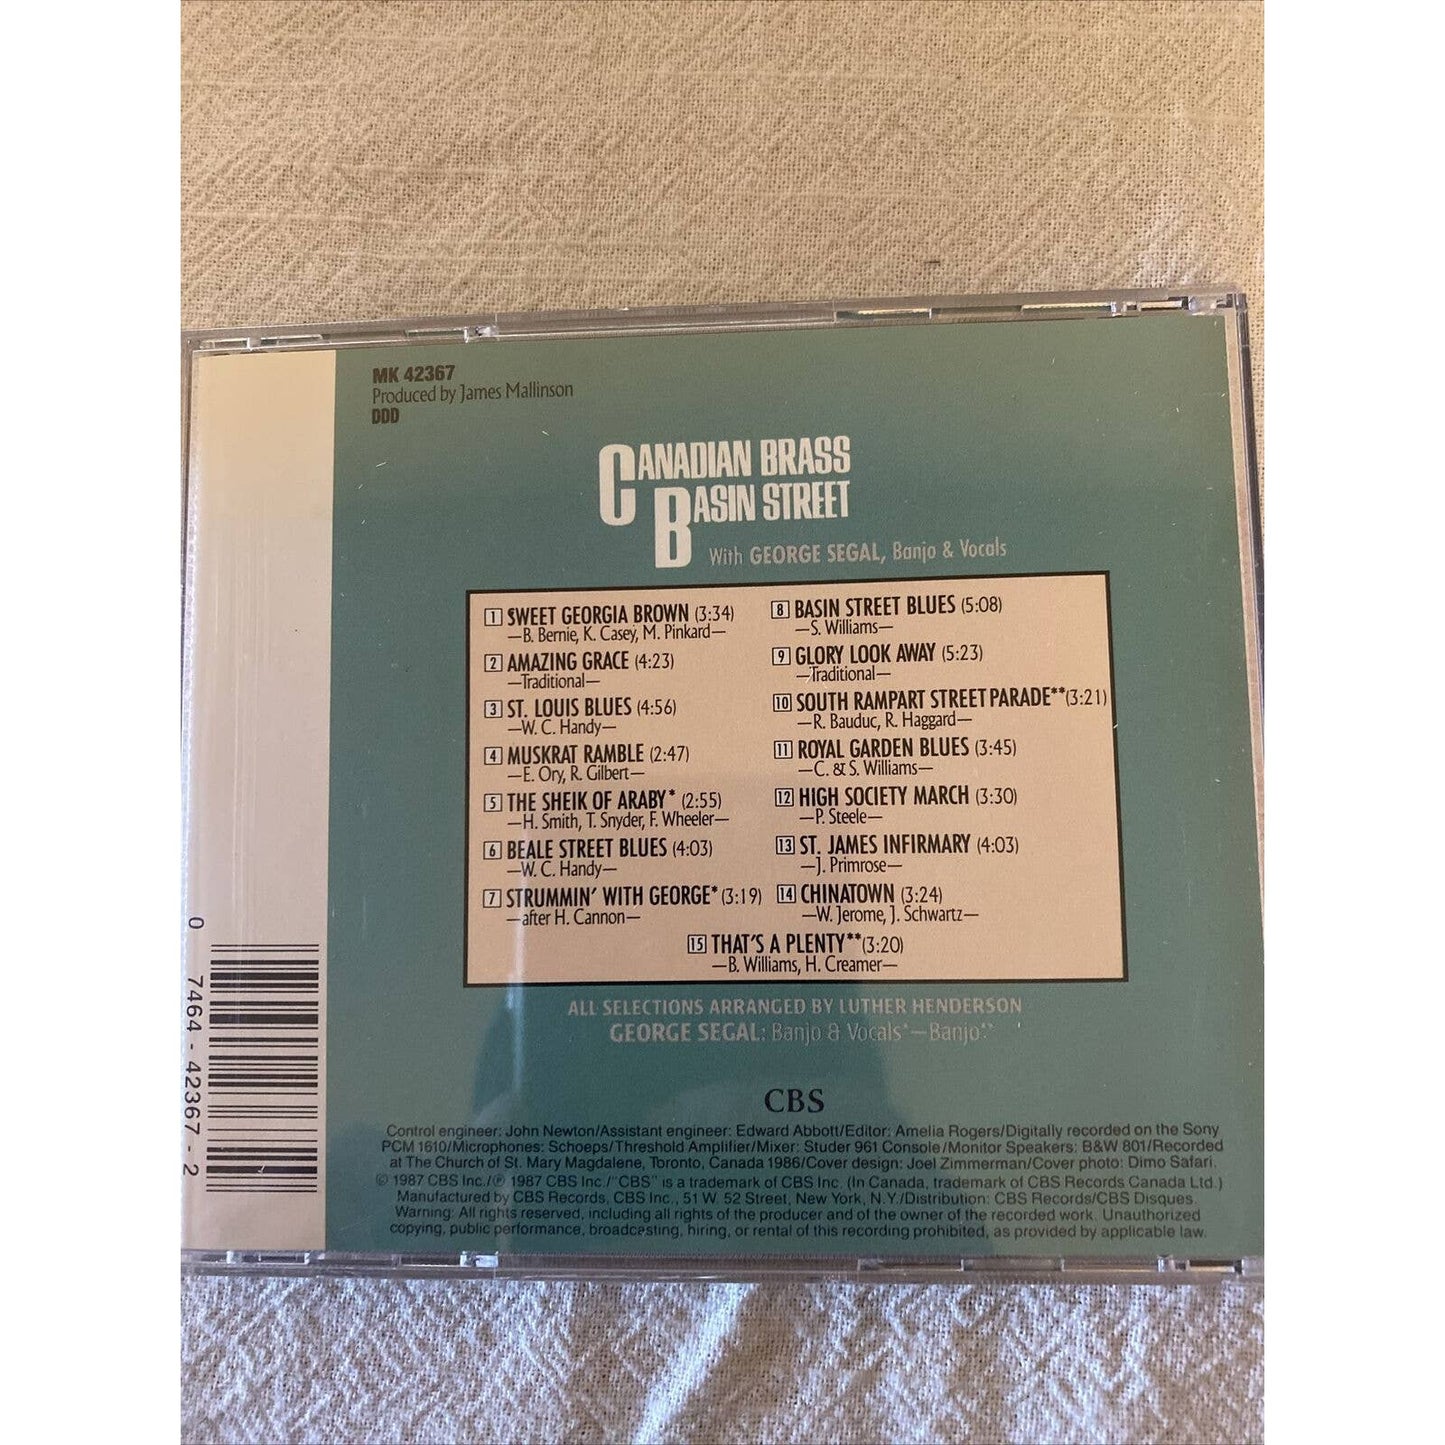 MK 42367
Produced by James Mallinson
DDD
CANADIAN BRASS
BASIN STREET
With GEORGE SEGAL, Banjo & Vocals
1 SWEET GEORGIA BROWN (3:34)
—B. Bernie, K. Casey, M. Pinkard—
2 AMAZING GRACE (4:23)
—Traditional—
3 ST. LOUIS BLUES (4:56)
—W. C. Handy—
4 MUSKRAT RAMBLE (2:47)
—E. Ory, R. Gilbert—
5 THE SHEIK OF ARABY* (2:55)
—H. Smith, T. Snyder, F. Wheeler—
6 BEALE STREET BLUES (4:03)
—W. C. Handy—
7 STRUMMIN' WITH GEORGE* (3:19)
—after H. Cannon—
8 BASIN STREET BLUES (5:08)
—S. Williams—
9 GLORY LOOK AWAY (5:23)
—Traditional—
10 SOUTH RAMPART STREET PARADE** (3:21)
—R. Bauduc, R. Haggard—
11 ROYAL GARDEN BLUES (3:45)
—C. & S. Williams—
12 HIGH SOCIETY MARCH (3:30)
—P. Steele—
13 ST. JAMES INFIRMARY (4:03)
—J. Primrose—
14 CHINATOWN (3:24)
—W. Jerome, J. Schwartz—
15 THAT'S A PLENTY** (3:20)
—B. Williams, H. Creamer—
ALL SELECTIONS ARRANGED BY LUTHER HENDERSON
GEORGE SEGAL: Banjo & Vocals*—Banjo**
CBS
Control engineer: John Newton/Assistant engineer: Edward Abbott/Editor: Amelia Rogers/Digitally recorded on the Sony
PCM 1610/Microphones: Schoeps/Threshold Amplifier/Mixer: Studer 961 Console/Monitor Speakers: B&W 801/Recorded
at The Church of St. Mary Magdalene, Toronto, Canada 1986/Cover design: Joel Zimmerman/Cover photo: Dimo Safari.
© 1987 CBS Inc./℗ 1987 CBS Inc./"CBS" is a trademark of CBS Inc. (In Canada, trademark of CBS Records Canada Ltd.)
Manufactured by CBS Records, CBS Inc., 51 W. 52 Street, New York, N.Y./Distribution: CBS Records/CBS Disques.
Warning: All rights reserved, including all rights of the producer and of the owner of the recorded work. Unauthorized
copying, public performance, broadcasting, hiring, or rental of this recording prohibited, as provided by applicable law.
0 7464-42367-2